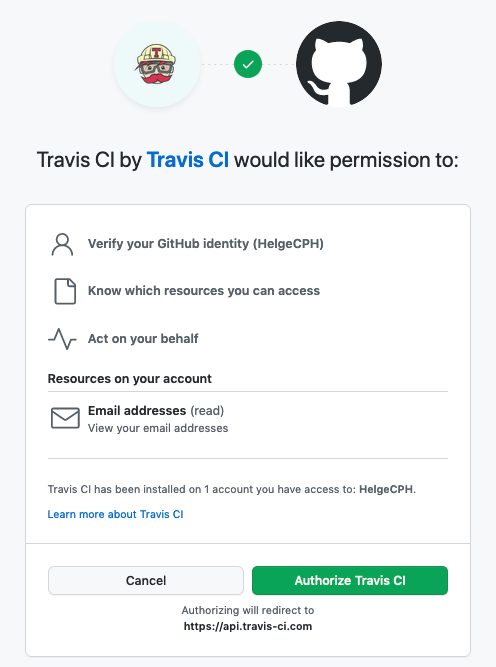 T
Travis CI by Travis CI would like permission to:
Verify your GitHub identity (HelgeCPH)
Know which resources you can access
Act on your behalf
Resources on your account
Email addresses (read)
View your email addresses
Travis CI has been installed on 1 account you have access to: HelgeCPH.
Learn more about Travis CI
Cancel
Authorize Travis CI
Authorizing will redirect to
https://api.travis-ci.com